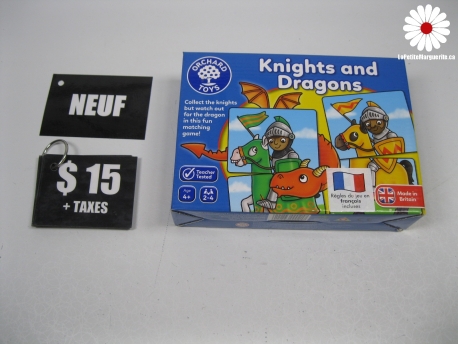 LaPetiteMarguerite.ca
NEUF
$ 15
+ TAXES
ORCHARD
TOYS
Knights and
Dragons
Collect the knights
but watch out
for the dragon
in this fun
matching
game!
Teacher
Tested
Age
4+
2-4
Règles du jeu en
français
incluses
Made in
Britain